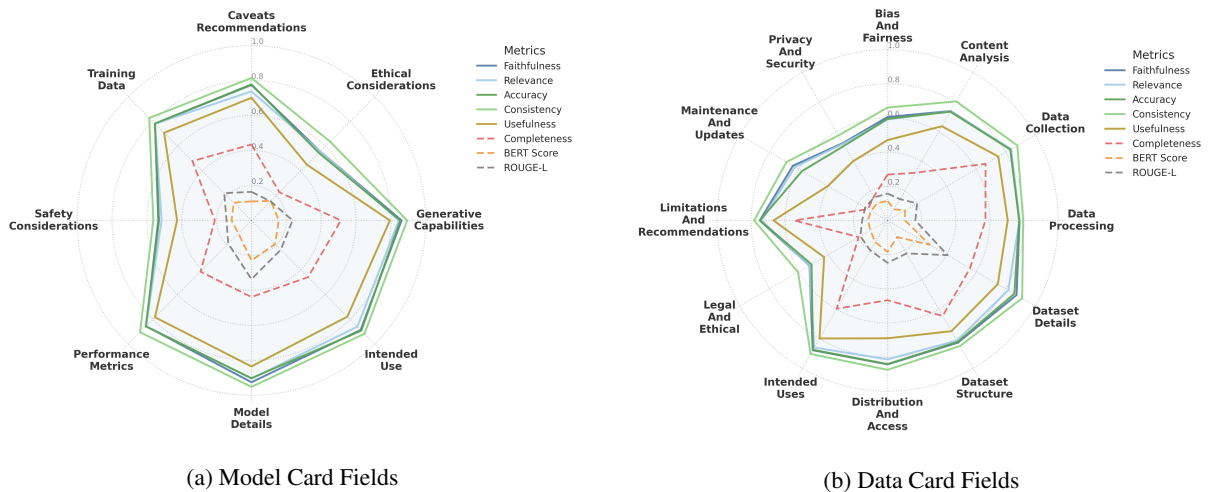 Caveats
Recommendations
1.0
0.8
0.6
0.4
0.2
Training
Data
Ethical
Considerations
Safety
Considerations
Generative
Capabilities
Performance
Metrics
Intended
Use
Model
Details
Metrics
Faithfulness
Relevance
Accuracy
Consistency
Usefulness
Completeness
BERT Score
ROUGE-L
(a) Model Card Fields
Bias
And
Fairness
1.0
0.8
0.6
0.4
0.2
Privacy
And
Security
Content
Analysis
Maintenance
And
Updates
Data
Collection
Limitations
And
Recommendations
Data
Processing
Legal
And
Ethical
Dataset
Details
Intended
Uses
Dataset
Structure
Distribution
And
Access
Metrics
Faithfulness
Relevance
Accuracy
Consistency
Usefulness
Completeness
BERT Score
ROUGE-L
(b) Data Card Fields